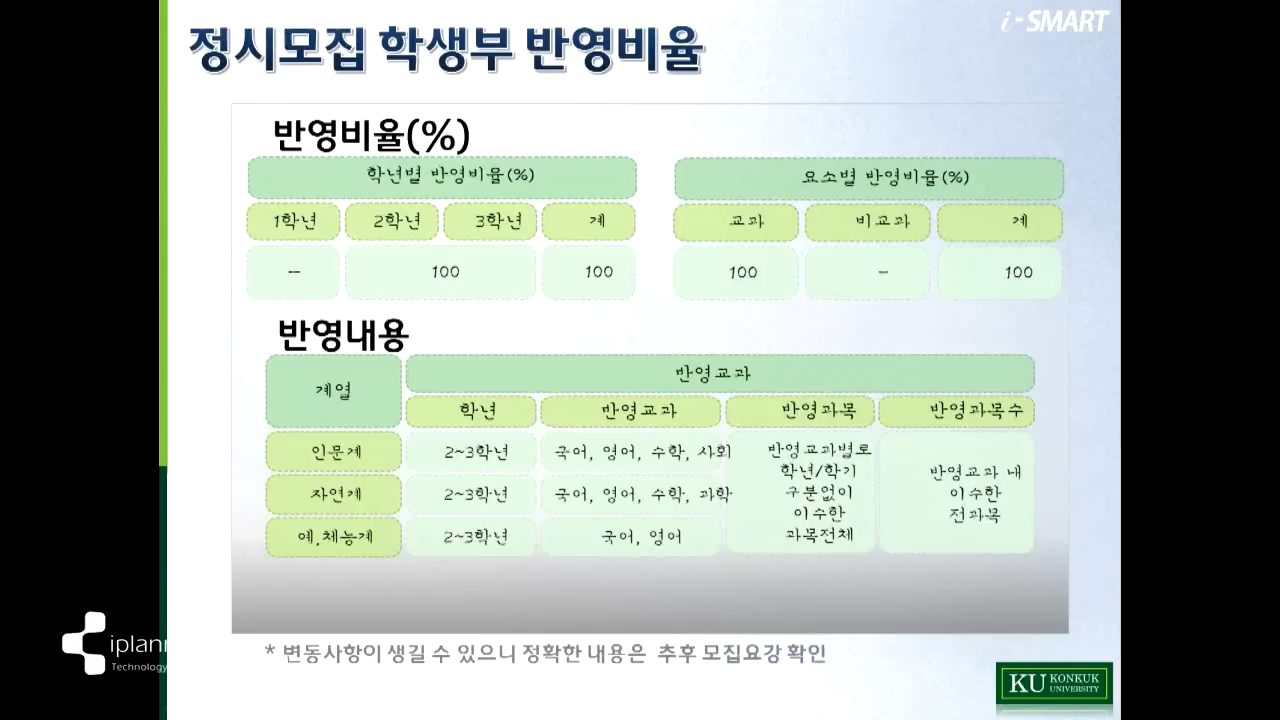 i-SMART
정시모집 학생부 반영비율
반영비율(%)
학년별 반영비율(%)
요소별 반영비율(%)
1학년 2학년 3학년 계
교과 비교과 계
-- 100 100
100 - 100
반영내용
계열 반영교과
학년 반영교과 반영과목 반영과목수
인문계 2~3학년 국어, 영어, 수학, 사회
자연계 2~3학년 국어, 영어, 수학, 과학
예,체능계 2~3학년 국어, 영어
반영교과별로
학년/학기
구분없이
이수한
과목전체
반영교과 내
이수한
전과목
* 변동사항이 생길 수 있으니 정확한 내용은 추후 모집요강 확인
Technology
KU KONKUK
UNIVERSITY